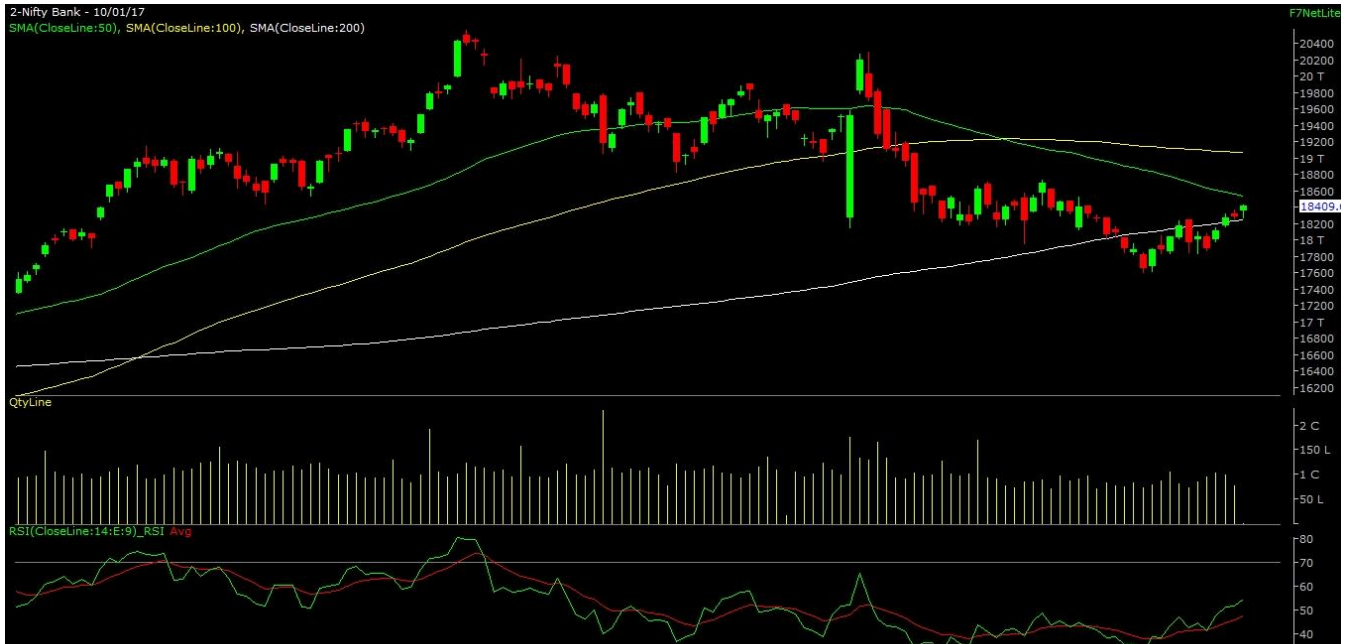 2-Nifty Bank - 10/01/17
F7NetLite
SMA(CloseLine:50), SMA(CloseLine:100), SMA(CloseLine:200)
20400
20200
20 T
19800
19600
19400
19200
19 T
18800
18600
18409.
18200
18 T
17800
17600
17400
17200
17 T
16800
16600
16400
16200
QtyLine
2 C
150 L
1 C
50 L
RSI(CloseLine:14:E:9)_RSI Avg
80
70
60
50
40